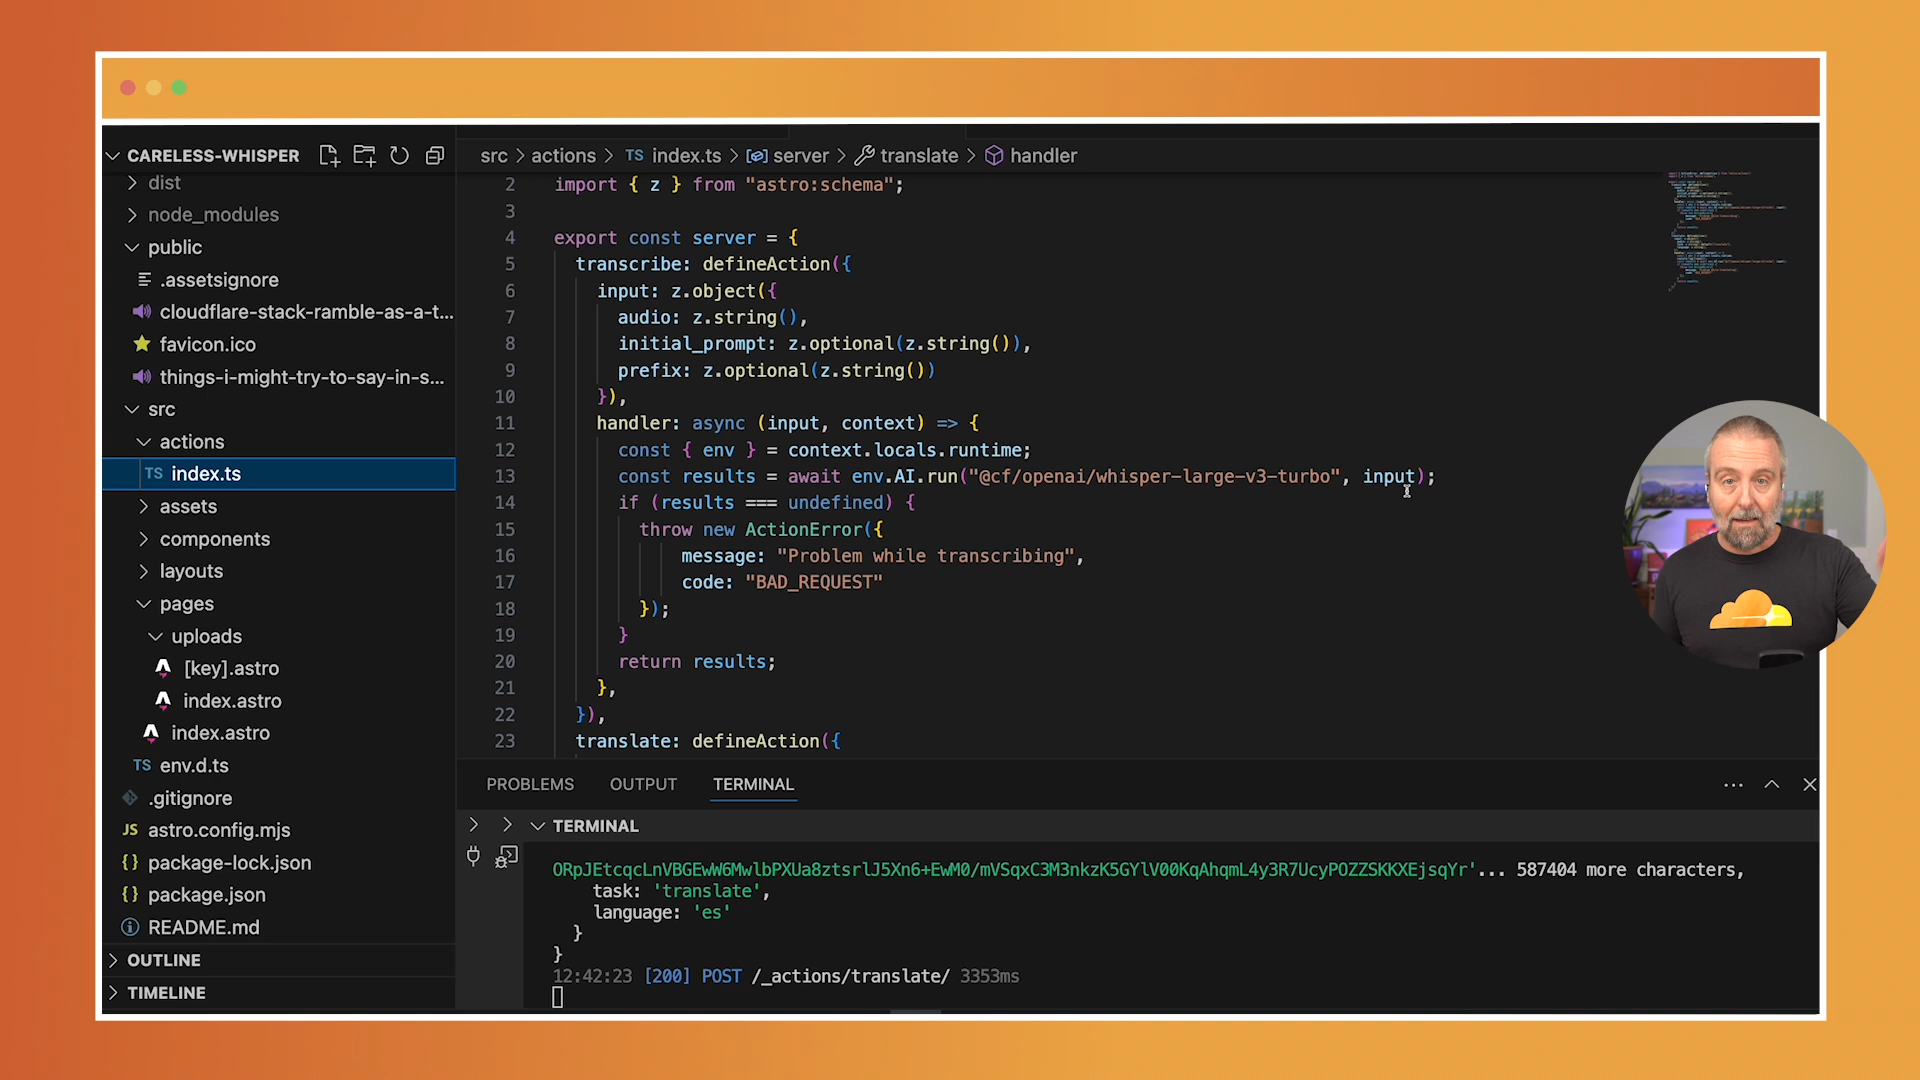 CARELESS-WHISPER
dist
node_modules
public
.assetsignore
cloudflare-stack-ramble-as-a-t...
favicon.ico
things-i-might-try-to-say-in-s...
src
actions
TS index.ts
assets
components
layouts
pages
uploads
[key].astro
index.astro
index.astro
TS env.d.ts
.gitignore
JS astro.config.mjs
{} package-lock.json
{} package.json
README.md
OUTLINE
TIMELINE
src > actions > TS index.ts > server > translate > handler
2 import { z } from "astro:schema";
3
4 export const server = {
5 transcribe: defineAction({
6 input: z.object({
7 audio: z.string(),
8 initial_prompt: z.optional(z.string()),
9 prefix: z.optional(z.string())
10 }),
11 handler: async (input, context) => {
12 const { env } = context.locals.runtime;
13 const results = await env.AI.run("@cf/openai/whisper-large-v3-turbo", input);
14 if (results === undefined) {
15 throw new ActionError({
16 message: "Problem while transcribing",
17 code: "BAD_REQUEST"
18 });
19 }
20 return results;
21 },
22 }),
23 translate: defineAction({
PROBLEMS OUTPUT TERMINAL
TERMINAL
ORpJEtcqcLnVBGEwW6MwlbPXUa8ztsrlJ5Xn6+EwM0/mVSqxC3M3nkzK5GYlV00KqAhqmL4y3R7UcyPOZZSKKXEjsqYr'... 587404 more characters,
task: 'translate',
language: 'es'
}
}
12:42:23 [200] POST /_actions/translate/ 3353ms